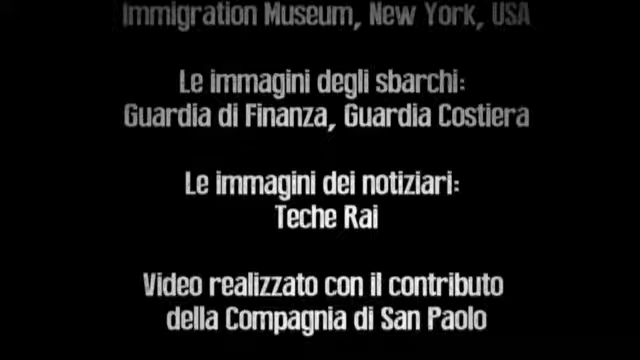 Immigration Museum, New York, USA
Le immagini degli sbarchi:
Guardia di Finanza, Guardia Costiera
Le immagini dei notiziari:
Teche Rai
Video realizzato con il contributo
della Compagnia di San Paolo